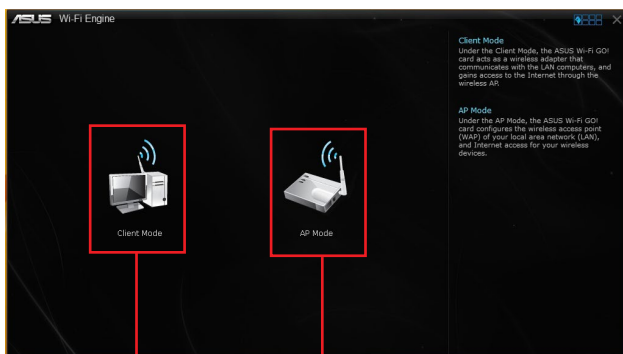 ASUS Wi-Fi Engine
Client Mode
Under the Client Mode, the ASUS Wi-Fi GO!
card acts as a wireless adapter that
communicates with the LAN computers, and
gains access to the Internet through the
wireless AP.
AP Mode
Under the AP Mode, the ASUS Wi-Fi GO!
card configures the wireless access point
(WAP) of your local area network (LAN),
and Internet access for your wireless
devices.
Client Mode
AP Mode